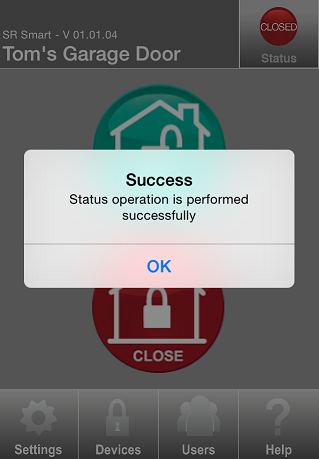 SR Smart - V 01.01.04
Tom's Garage Door
CLOSED
Status
Success
Status operation is performed
successfully
OK
CLOSE
Settings
Devices
Users
Help